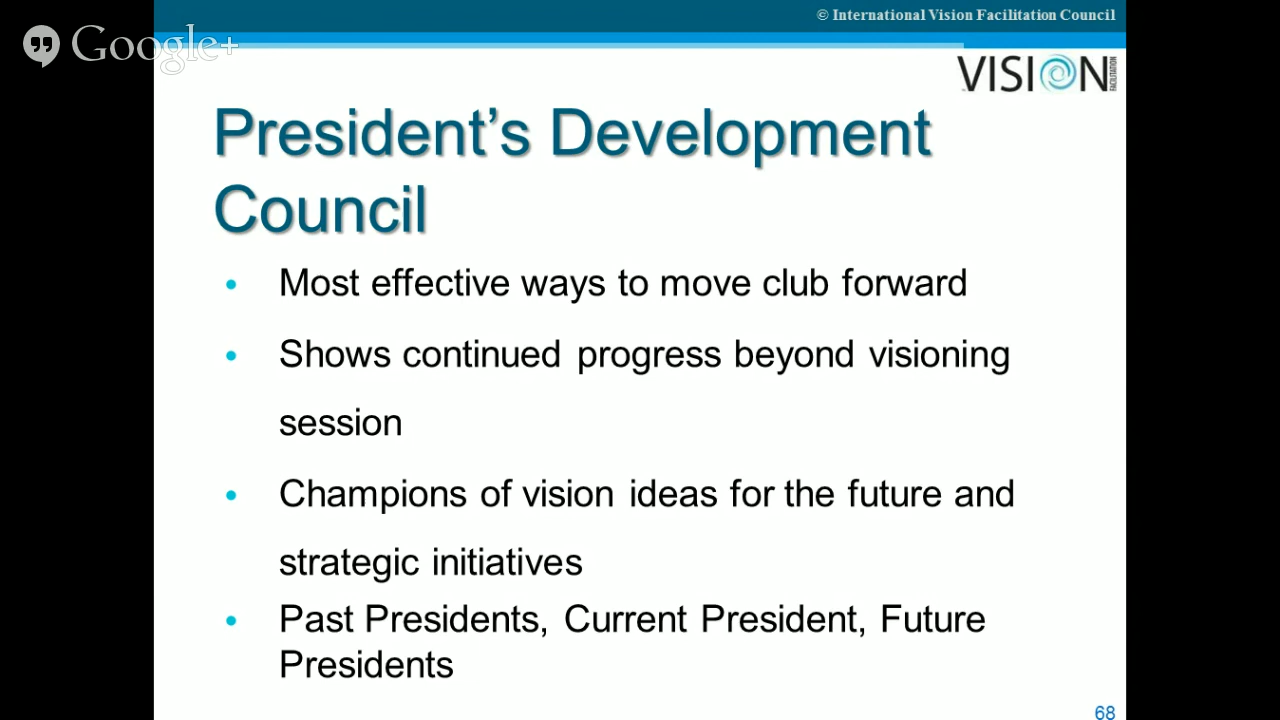 © International Vision Facilitation Council
Google+
VISION
FACILITATION
President’s Development
Council
• Most effective ways to move club forward
• Shows continued progress beyond visioning
session
• Champions of vision ideas for the future and
strategic initiatives
• Past Presidents, Current President, Future
Presidents
68